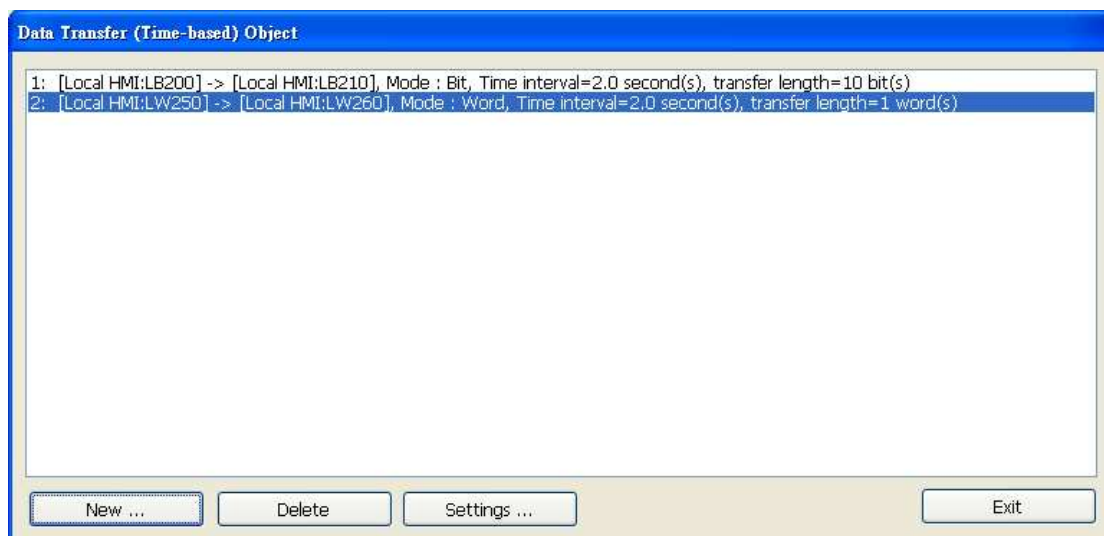 Data Transfer (Time-based) Object
1: [Local HMI:LB200] -> [Local HMI:LB210], Mode : Bit, Time interval=2.0 second(s), transfer length=10 bit(s)
2: [Local HMI:LW250] -> [Local HMI:LW260], Mode : Word, Time interval=2.0 second(s), transfer length=1 word(s)
New ... Delete Settings ... Exit